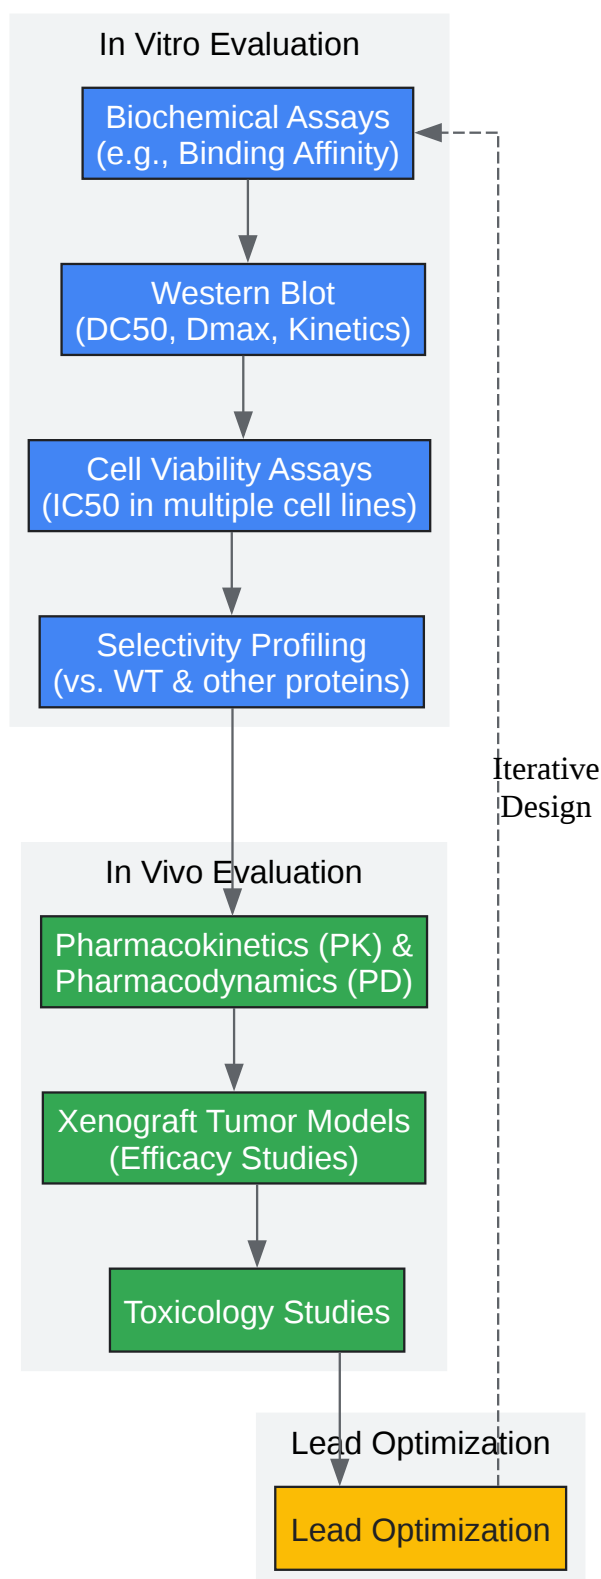 In Vitro Evaluation
Biochemical Assays
(e.g., Binding Affinity)
Western Blot
(DC50, Dmax, Kinetics)
Cell Viability Assays
(IC50 in multiple cell lines)
Selectivity Profiling
(vs. WT & other proteins)
Iterative
Design
In Vivo Evaluation
Pharmacokinetics (PK) &
Pharmacodynamics (PD)
Xenograft Tumor Models
(Efficacy Studies)
Toxicology Studies
Lead Optimization
Lead Optimization